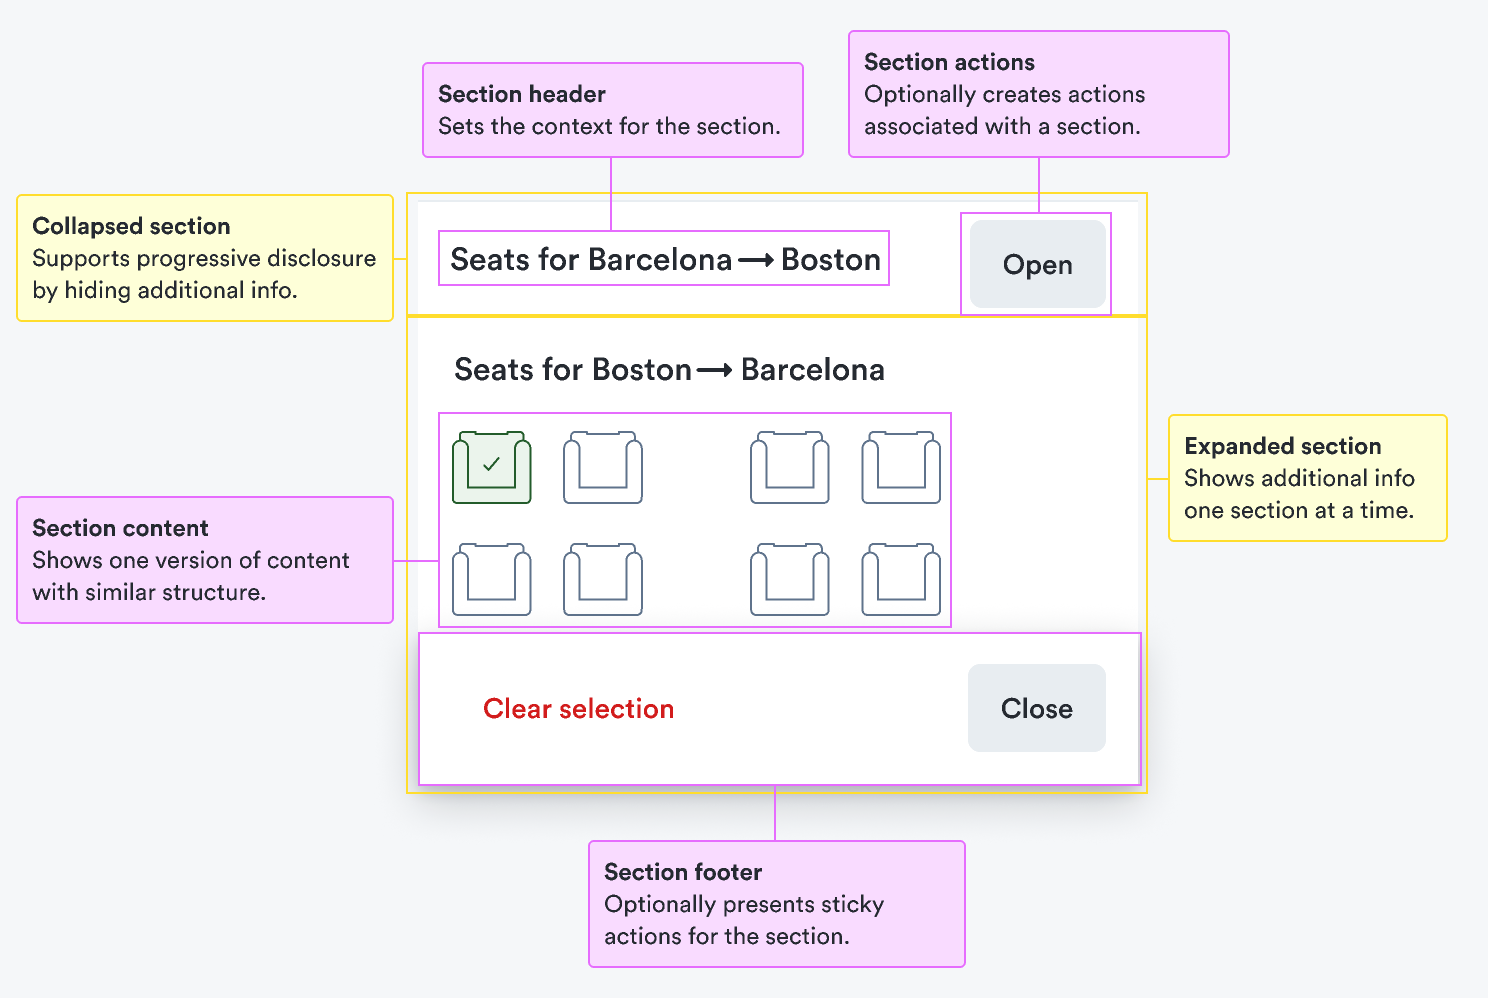 Section actions
Optionally creates actions
associated with a section.
Section header
Sets the context for the section.
Collapsed section
Supports progressive disclosure
by hiding additional info.
Seats for Barcelona → Boston
Open
Seats for Boston → Barcelona
Expanded section
Shows additional info
one section at a time.
Section content
Shows one version of content
with similar structure.
Clear selection
Close
Section footer
Optionally presents sticky
actions for the section.